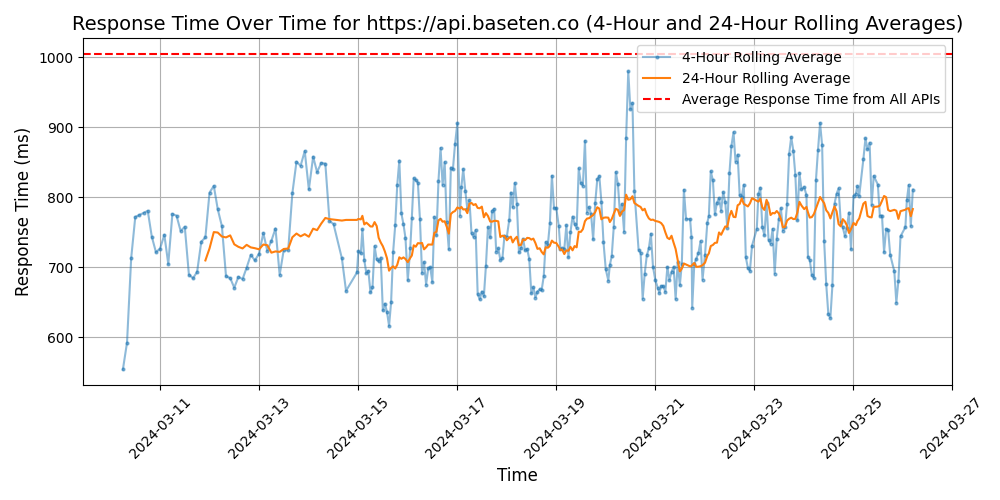 Response Time Over Time for https://api.baseten.co (4-Hour and 24-Hour Rolling Averages)
4-Hour Rolling Average
24-Hour Rolling Average
Average Response Time from All APIs
Response Time (ms)
1000
900
800
700
600
2024-03-11
2024-03-13
2024-03-15
2024-03-17
2024-03-19
2024-03-21
2024-03-23
2024-03-25
2024-03-27
Time